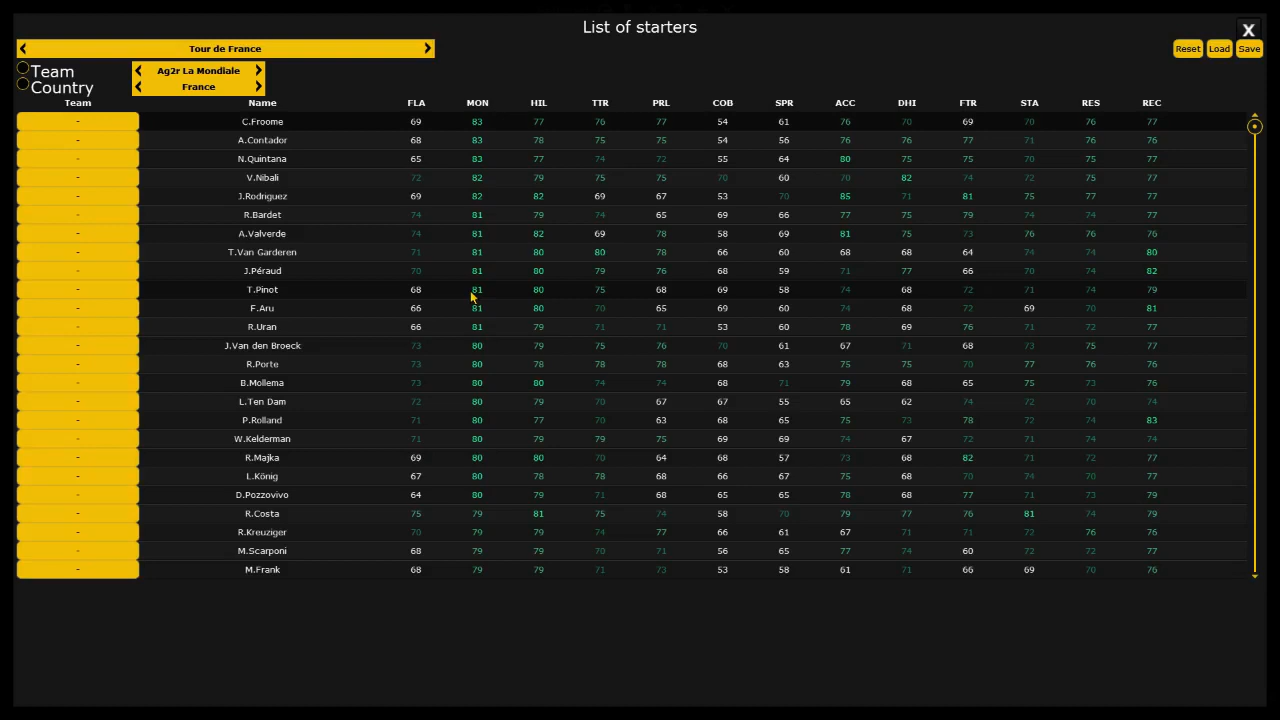 List of starters
X
< Tour de France >
Reset Load Save
Team < Ag2r La Mondiale >
Country < France >
Team Name FLA MON HIL TTR PRL COB SPR ACC DHI FTR STA RES REC
- C.Froome 69 83 77 76 77 54 61 76 70 69 70 76 77
- A.Contador 68 83 78 75 75 54 56 76 76 77 71 76 76
- N.Quintana 65 83 77 74 72 55 64 80 75 75 70 75 77
- V.Nibali 72 82 79 75 75 70 60 70 82 74 72 75 77
- J.Rodriguez 69 82 82 69 67 53 70 85 71 81 75 77 77
- R.Bardet 74 81 79 74 65 69 66 77 75 79 74 74 77
- A.Valverde 74 81 82 69 78 58 69 81 75 73 76 76 76
- T.Van Garderen 71 81 80 80 78 66 60 68 68 64 74 74 80
- J.Péraud 70 81 80 79 76 68 59 71 77 66 70 74 82
- T.Pinot 68 81 80 75 68 69 58 74 68 72 71 74 79
- F.Aru 66 81 80 70 65 69 60 74 68 72 69 70 81
- R.Uran 66 81 79 71 71 53 60 78 69 76 71 72 77
- J.Van den Broeck 73 80 79 75 76 70 61 67 71 68 73 75 77
- R.Porte 73 80 78 78 78 68 63 75 75 70 77 76 76
- B.Mollema 73 80 80 74 74 68 71 79 68 65 75 73 76
- L.Ten Dam 72 80 79 70 67 67 55 65 62 74 72 70 74
- P.Rolland 71 80 77 70 63 68 65 75 73 78 72 74 83
- W.Kelderman 71 80 79 79 75 69 69 74 67 72 71 74 74
- R.Majka 69 80 80 70 64 68 57 73 68 82 71 72 77
- L.König 67 80 78 78 68 66 67 75 68 70 74 70 77
- D.Pozzovivo 64 80 79 71 68 65 65 78 68 77 71 73 79
- R.Costa 75 79 81 75 74 58 70 79 77 76 81 74 79
- R.Kreuziger 70 79 79 74 77 66 61 67 71 71 72 76 76
- M.Scarponi 68 79 79 70 71 56 65 77 74 60 72 72 77
- M.Frank 68 79 79 71 73 53 58 61 71 66 69 70 76